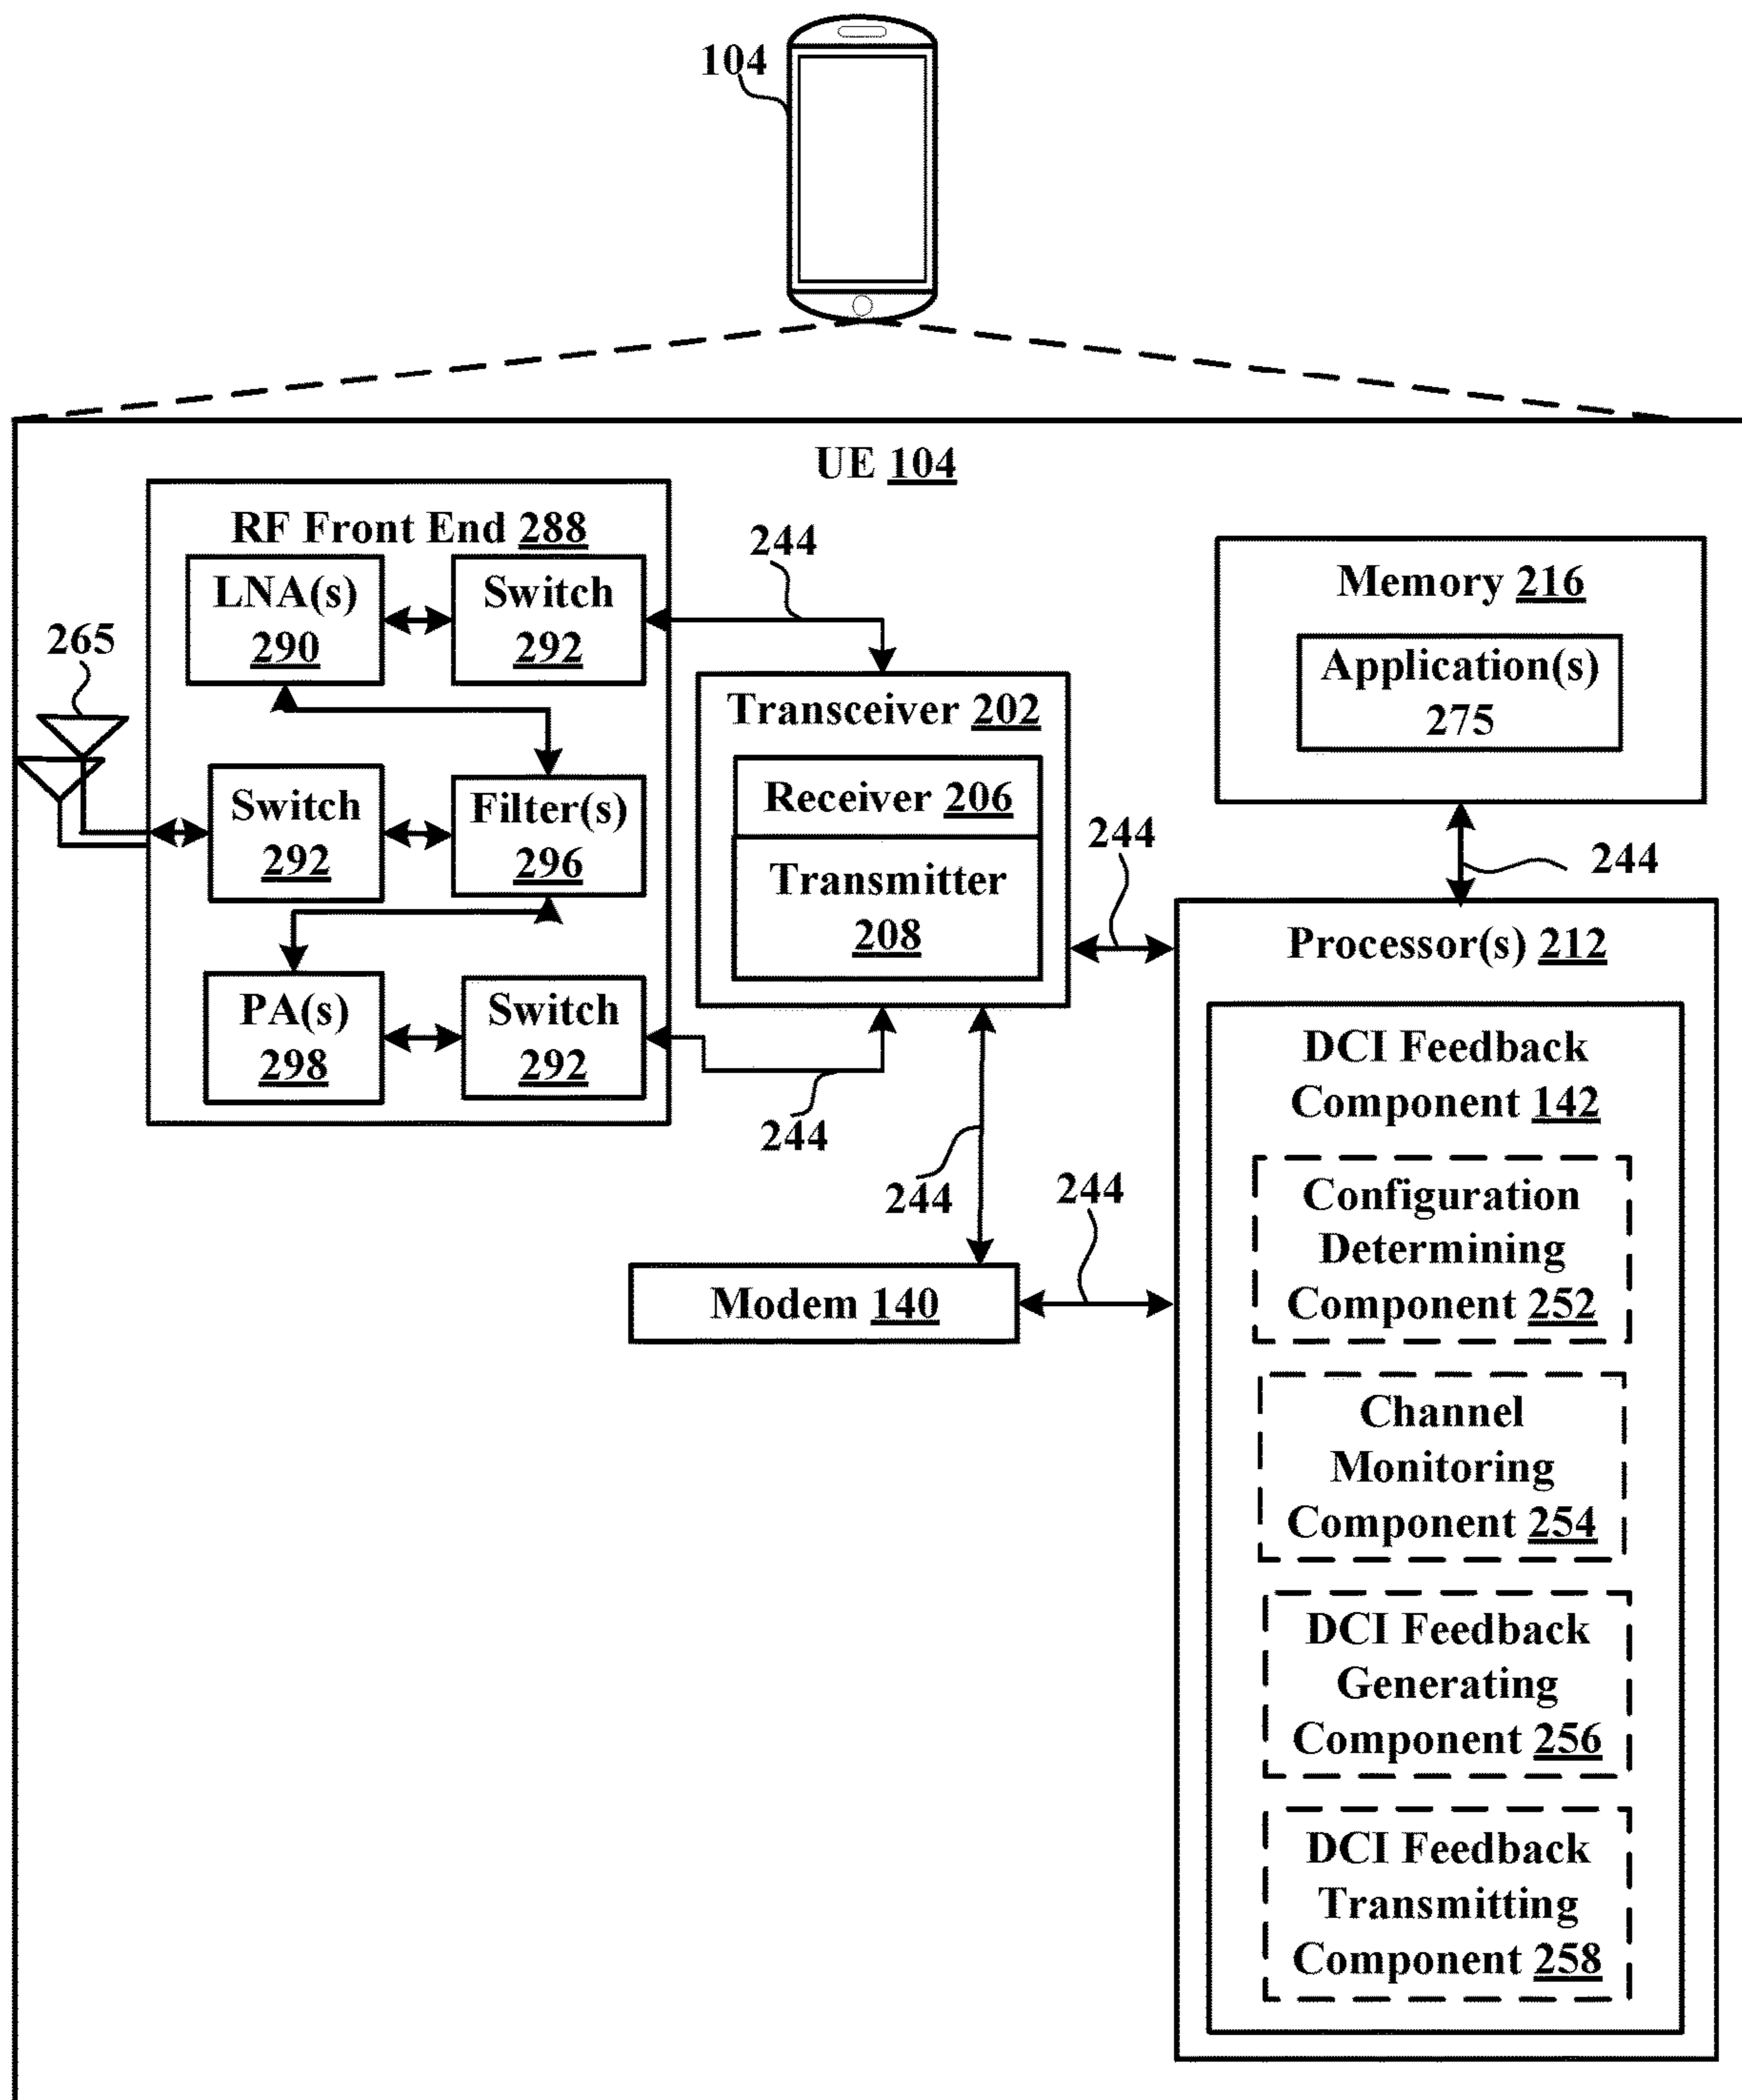 104
UE 104
RF Front End 288
LNA(s)
290
Switch
292
244
265
Switch
292
Filter(s)
296
PA(s)
298
Switch
292
244
Transceiver 202
Receiver 206
Transmitter
208
244
244
Modem 140
244
Memory 216
Application(s)
275
244
Processor(s) 212
DCI Feedback
Component 142
Configuration
Determining
Component 252
Channel
Monitoring
Component 254
DCI Feedback
Generating
Component 256
DCI Feedback
Transmitting
Component 258